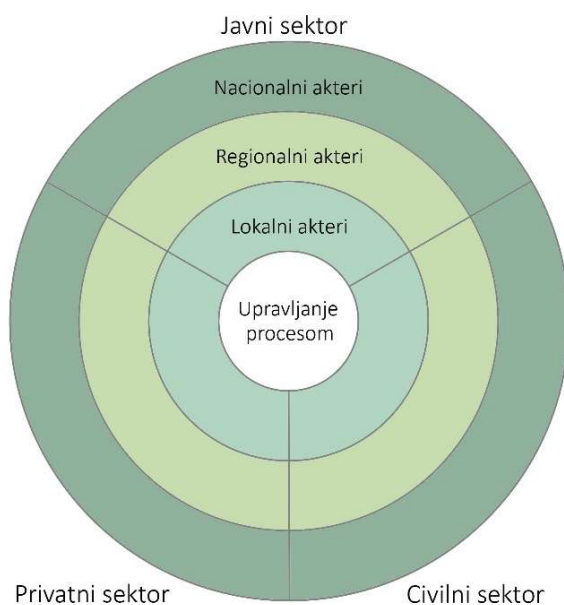 Javni sektor
Nacionalni akteri
Regionalni akteri
Lokalni akteri
Upravljanje
procesom
Privatni sektor
Civilni sektor